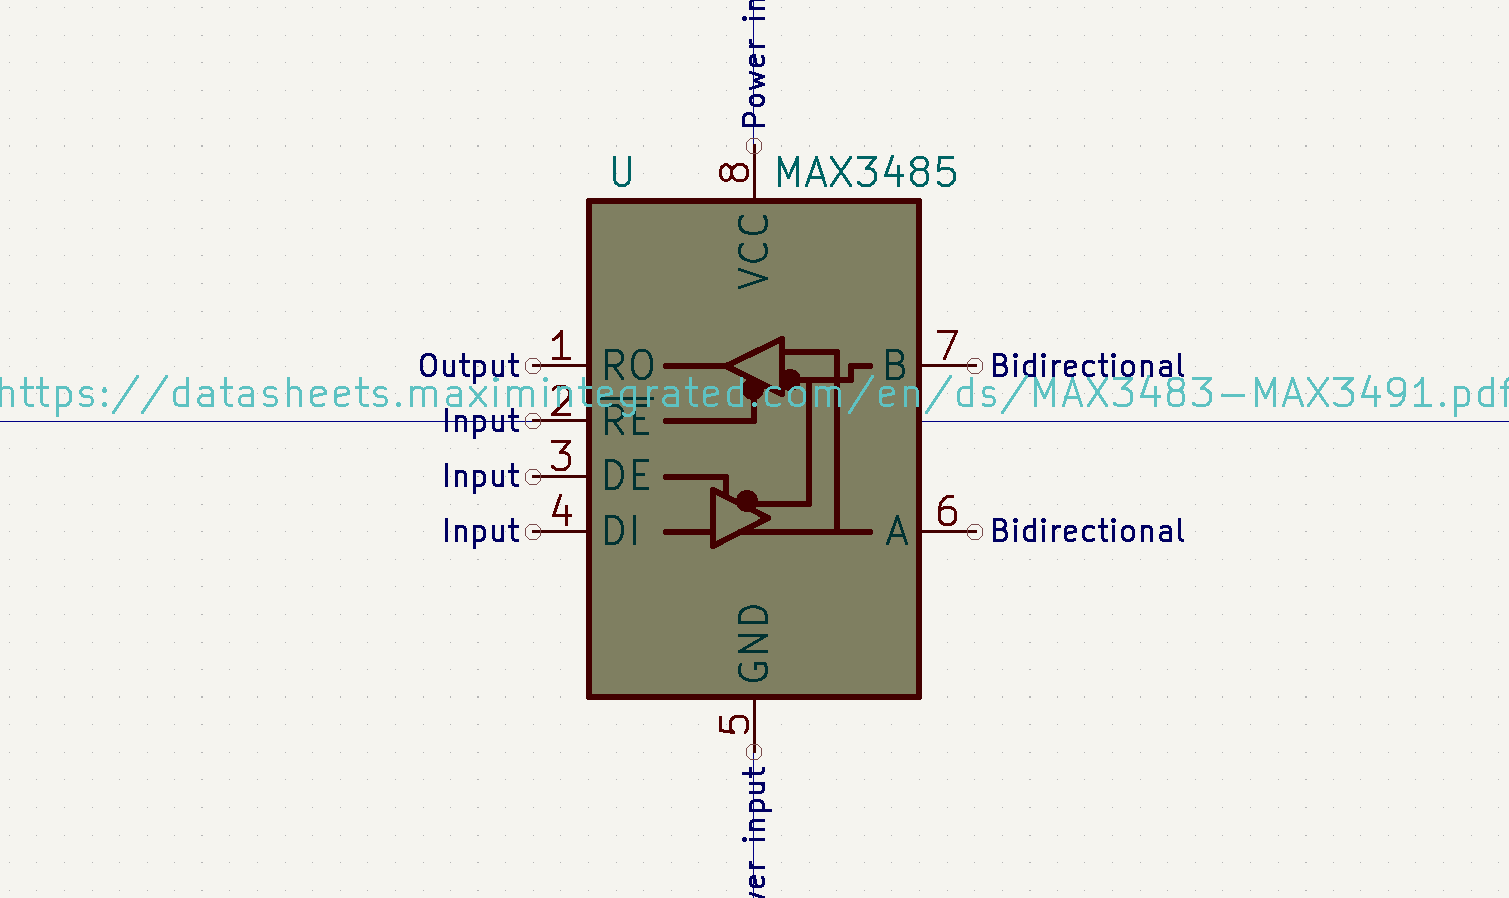 Power in
8
U MAX3485
VCC
Output 1 RO B 7 Bidirectional
https://datasheets.maximintegrated.com/en/ds/MAX3483-MAX3491.pdf
Input 2 RE
Input 3 DE
Input 4 DI A 6 Bidirectional
GND
5
wer input